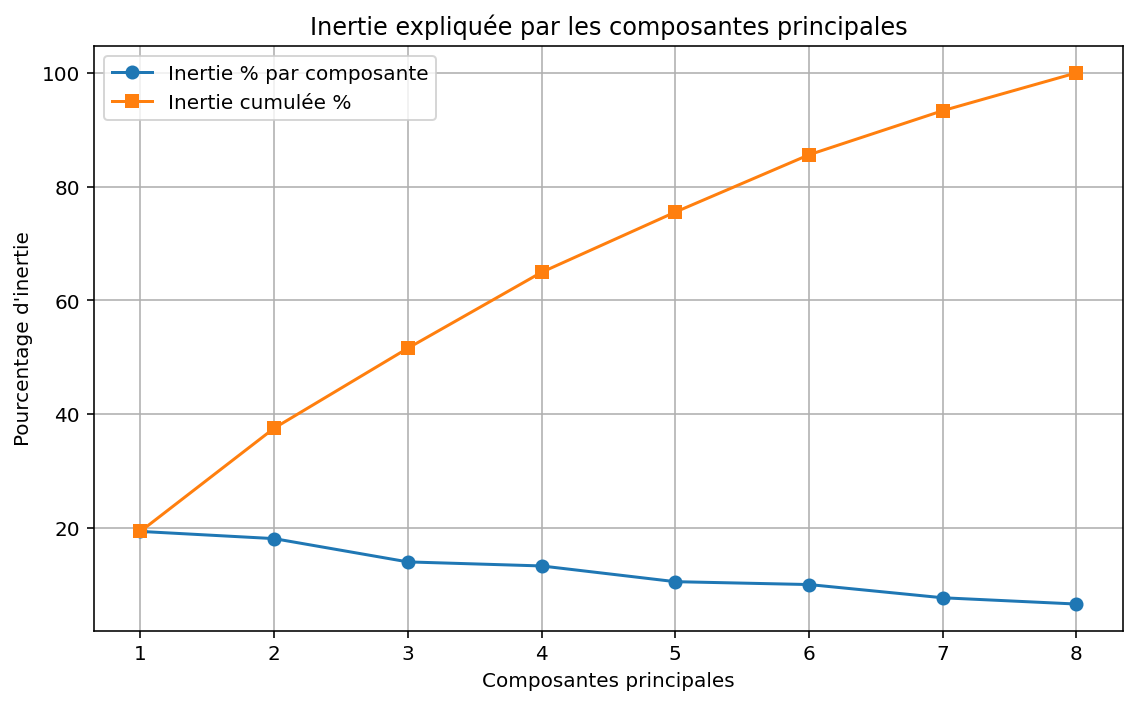 Inertie expliquée par les composantes principales
Inertie % par composante
Inertie cumulée %
Pourcentage d'inertie
100
80
60
40
20
1 2 3 4 5 6 7 8
Composantes principales